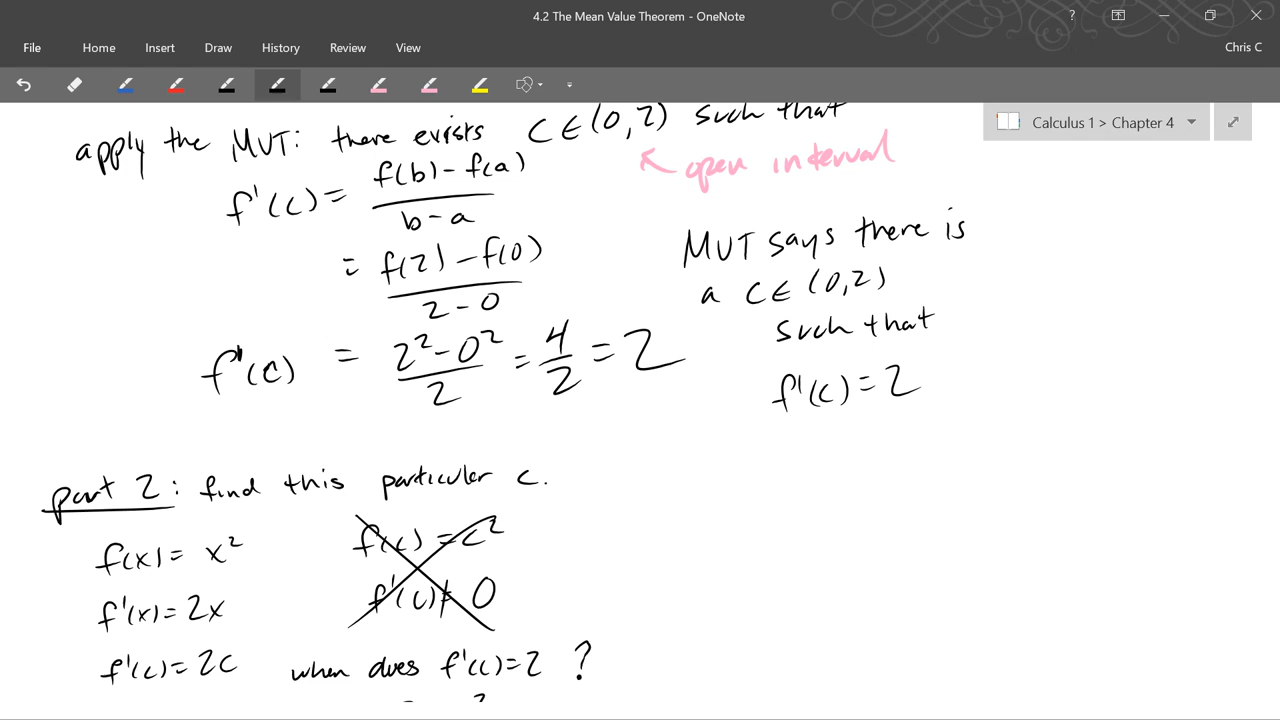 4.2 The Mean Value Theorem - OneNote
?
File Home Insert Draw History Review View
Chris C
Calculus 1 > Chapter 4
apply the MVT: there exists c∈(0,2) such that
open interval
f'(c) = f(b)-f(a) / b-a
= f(2)-f(0) / 2-0
f'(c) = 2²-0² / 2 = 4/2 = 2
MVT says there is
a c∈(0,2)
such that
f'(c)=2
part 2: find this particular c.
f(x)= x²
f(c)=c²
f'(x)=2x
f'(c)=0
f'(c)=2c
when does f'(c)=2 ?